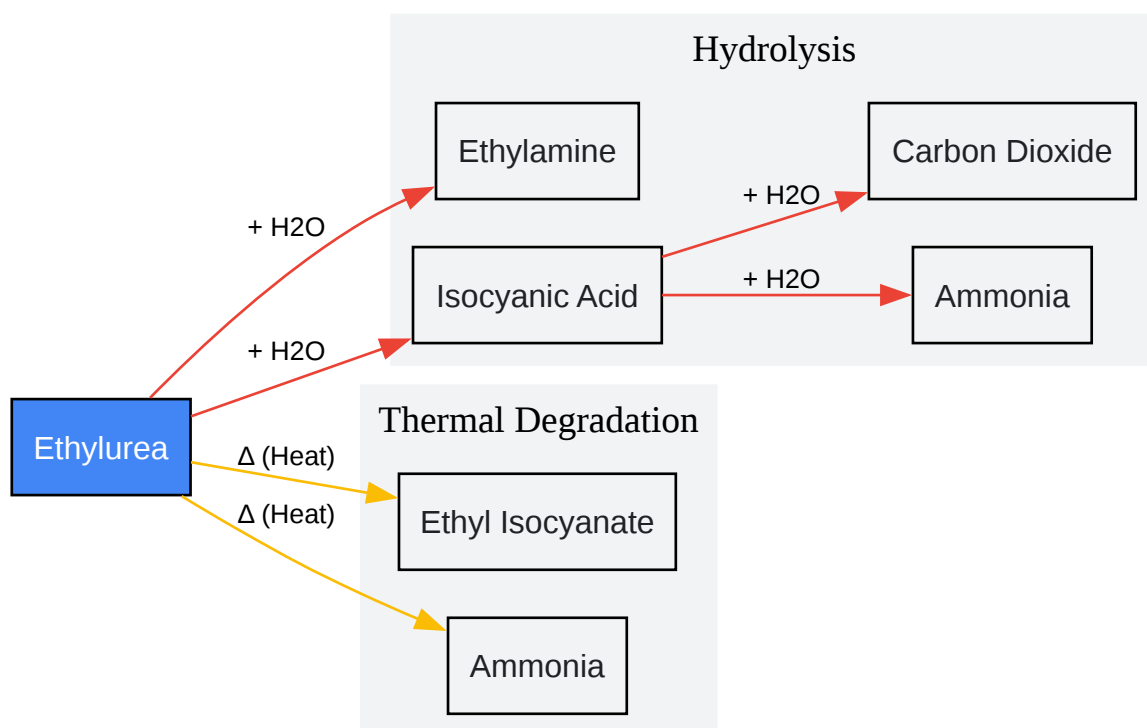 Hydrolysis
Ethylamine
Carbon Dioxide
+ H2O
+ H2O
Isocyanic Acid
+ H2O
Ammonia
+ H2O
Ethylurea
Thermal Degradation
Δ (Heat)
Ethyl Isocyanate
Δ (Heat)
Ammonia